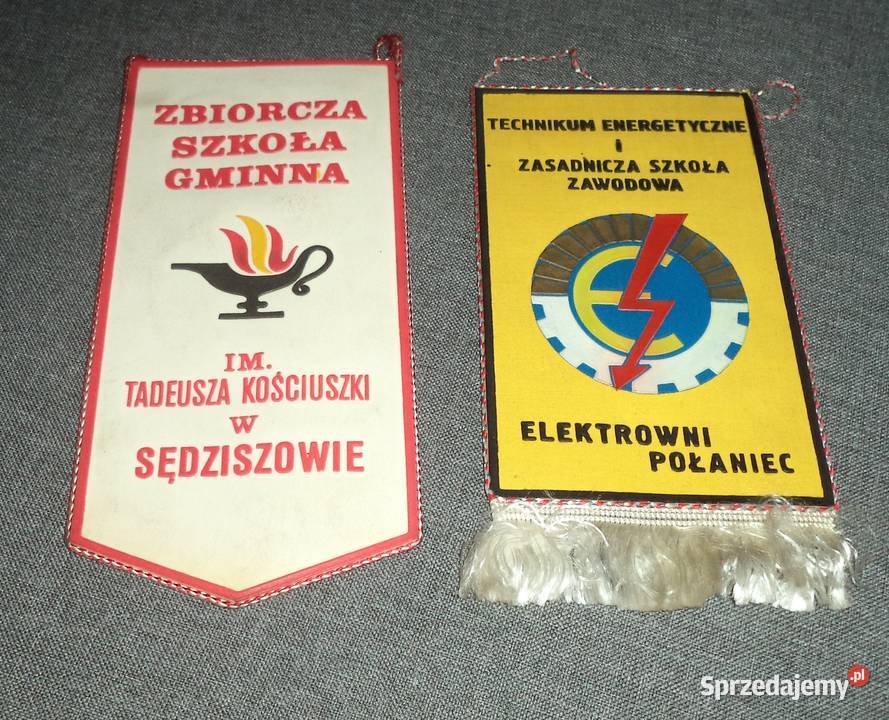 ZBIORCZA
SZKOŁA
GMINNA
IM.
TADEUSZA KOŚCIUSZKI
W
SĘDZISZOWIE
TECHNIKUM ENERGETYCZNE
i
ZASADNICZA SZKOŁA
ZAWODOWA
ELEKTROWNI
POŁANIEC
Sprzedajemy.pl